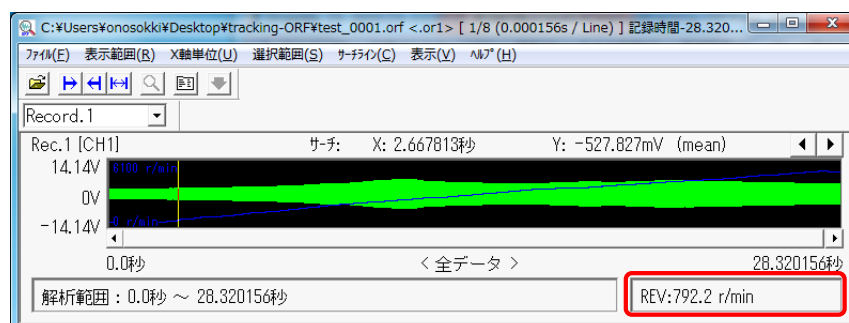 C:¥Users¥onosokki¥Desktop¥tracking-ORF¥test_0001.orf <.or1> [ 1/8 (0.000156s / Line) ] 記録時間-28.320...
ﾌｧｲﾙ(F) 表示範囲(R) X軸単位(U) 選択範囲(S) ｻｰﾁﾗｲﾝ(C) 表示(V) ﾍﾙﾌﾟ(H)
Record.1
Rec.1 [CH1] ｻｰﾁ: X: 2.667813秒 Y: -527.827mV (mean)
14.14V 6100 r/min
0V
-14.14V 0 r/min
0.0秒 < 全データ > 28.320156秒
解析範囲 : 0.0秒 ～ 28.320156秒 REV:792.2 r/min